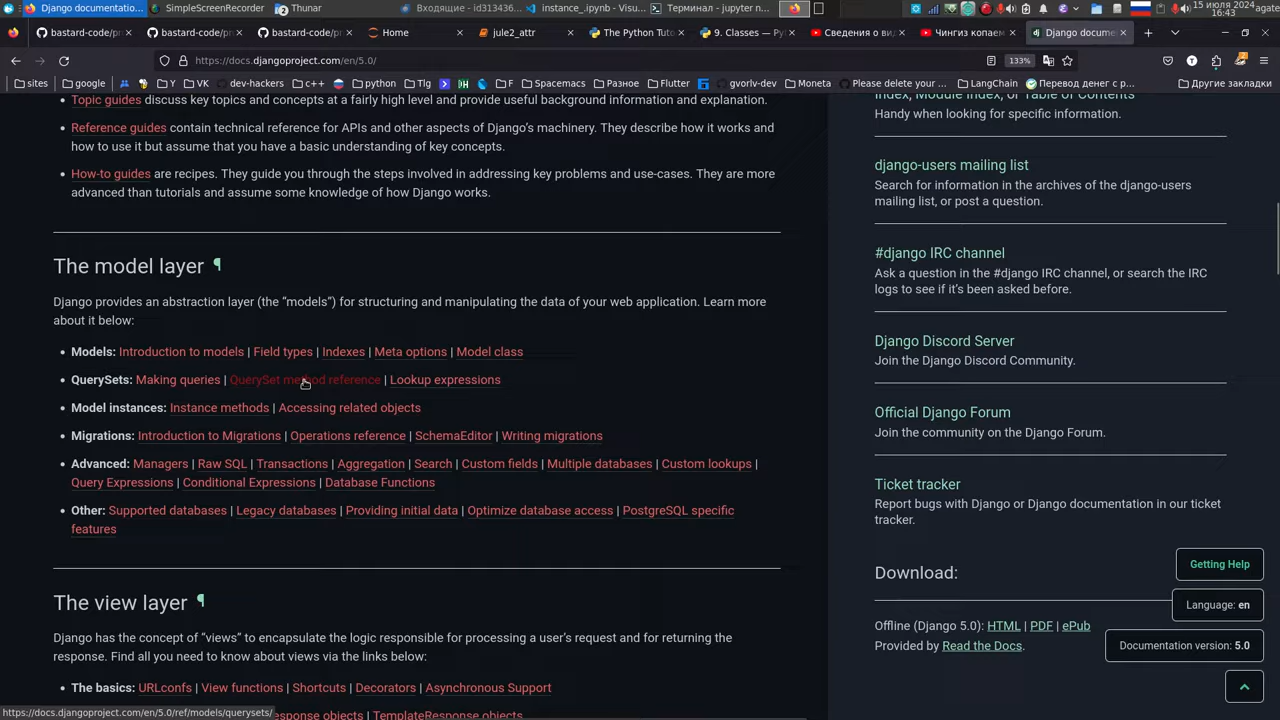 Django documentatio...
SimpleScreenRecorder
2 Thunar
Входящие - id313436...
instance_.ipynb - Visu...
Терминал - jupyter n...
15 июля 2024
16:43
agate
bastard-code/ph
bastard-code/ph
bastard-code/pr
Home
jule2_attr
The Python Tuto
9. Classes — Py
Сведения о ви
Чингиз копаем
Django docume
https://docs.djangoproject.com/en/5.0/
133%
sites
google
Y
VK
dev-hackers
C++
python
Tlg
F
Spacemacs
Разное
Flutter
gvorlv-dev
Moneta
Please delete your ...
LangChain
Перевод денег с р...
Другие закладки
Topic guides discuss key topics and concepts at a fairly high level and provide useful background information and explanation.
Reference guides contain technical reference for APIs and other aspects of Django's machinery. They describe how it works and
how to use it but assume that you have a basic understanding of key concepts.
How-to guides are recipes. They guide you through the steps involved in addressing key problems and use-cases. They are more
advanced than tutorials and assume some knowledge of how Django works.
The model layer ¶
Django provides an abstraction layer (the “models”) for structuring and manipulating the data of your web application. Learn more
about it below:
Models: Introduction to models | Field types | Indexes | Meta options | Model class
QuerySets: Making queries | QuerySet method reference | Lookup expressions
Model instances: Instance methods | Accessing related objects
Migrations: Introduction to Migrations | Operations reference | SchemaEditor | Writing migrations
Advanced: Managers | Raw SQL | Transactions | Aggregation | Search | Custom fields | Multiple databases | Custom lookups |
Query Expressions | Conditional Expressions | Database Functions
Other: Supported databases | Legacy databases | Providing initial data | Optimize database access | PostgreSQL specific
features
The view layer ¶
Django has the concept of “views” to encapsulate the logic responsible for processing a user's request and for returning the
response. Find all you need to know about views via the links below:
The basics: URLconfs | View functions | Shortcuts | Decorators | Asynchronous Support
https://docs.djangoproject.com/en/5.0/ref/models/querysets/
esponse objects | TemplateResponse objects
Index, Module Index, or Table of Contents
Handy when looking for specific information.
django-users mailing list
Search for information in the archives of the django-users
mailing list, or post a question.
#django IRC channel
Ask a question in the #django IRC channel, or search the IRC
logs to see if it's been asked before.
Django Discord Server
Join the Django Discord Community.
Official Django Forum
Join the community on the Django Forum.
Ticket tracker
Report bugs with Django or Django documentation in our ticket
tracker.
Download:
Offline (Django 5.0): HTML | PDF | ePub
Provided by Read the Docs.
Getting Help
Language: en
Documentation version: 5.0